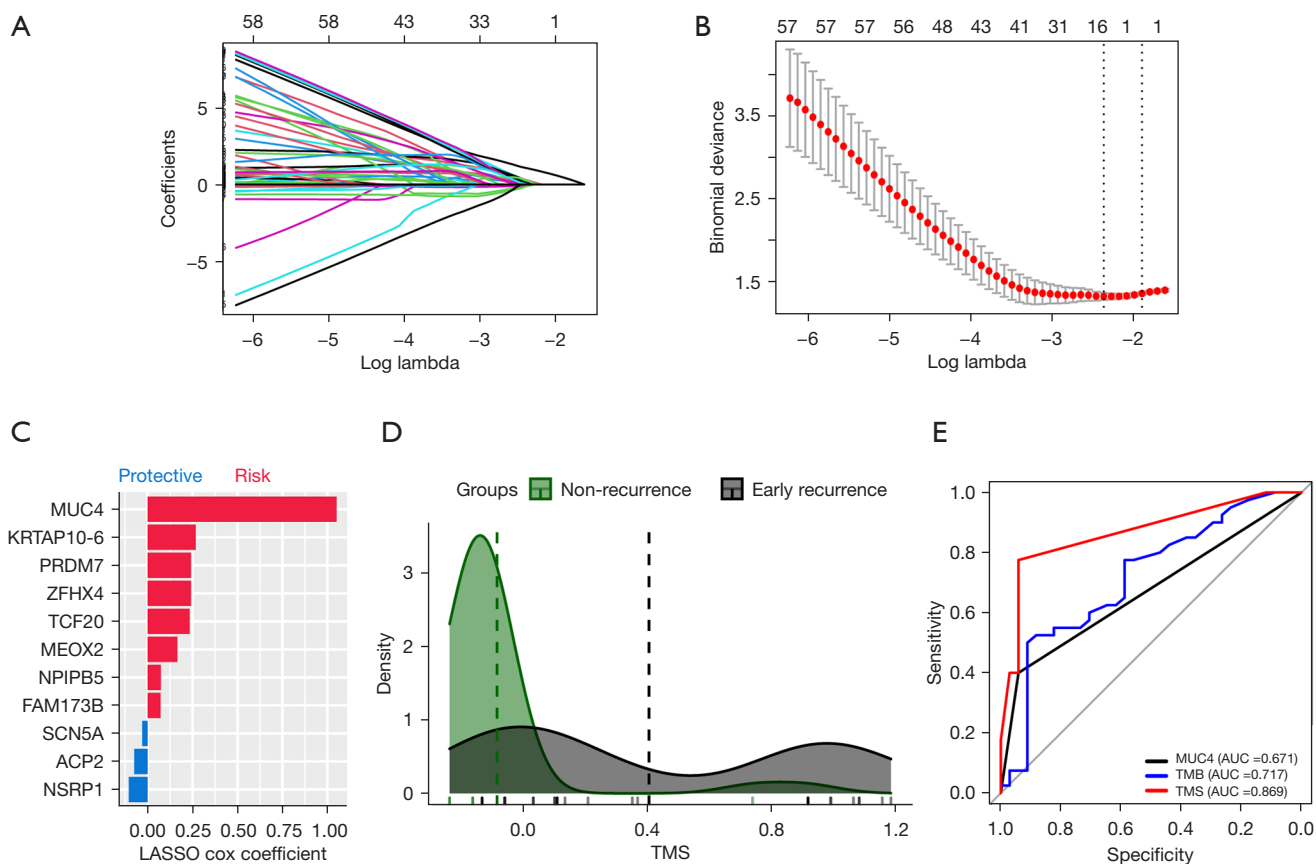 A
58 58 43 33 1
Coefficients
5
0
−5
−6 −5 −4 −3 −2
Log lambda
B
57 57 57 56 48 43 41 31 16 1 1
Binomial deviance
3.5
2.5
1.5
−6 −5 −4 −3 −2
Log lambda
C
Protective Risk
MUC4
KRTAP10-6
PRDM7
ZFHX4
TCF20
MEOX2
NPIPB5
FAM173B
SCN5A
ACP2
NSRP1
0.00 0.25 0.50 0.75 1.00
LASSO cox coefficient
D
Groups Non-recurrence Early recurrence
Density
3
2
1
0
0.0 0.4 0.8 1.2
TMS
E
Sensitivity
1.0
0.8
0.6
0.4
0.2
0.0
MUC4 (AUC =0.671)
TMB (AUC =0.717)
TMS (AUC =0.869)
1.0 0.8 0.6 0.4 0.2 0.0
Specificity